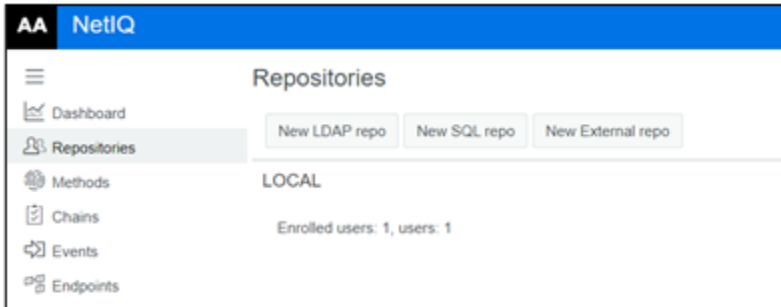 AA NetIQ
Repositories
Dashboard
New LDAP repo New SQL repo New External repo
Repositories
Methods
LOCAL
Chains
Enrolled users: 1, users: 1
Events
Endpoints